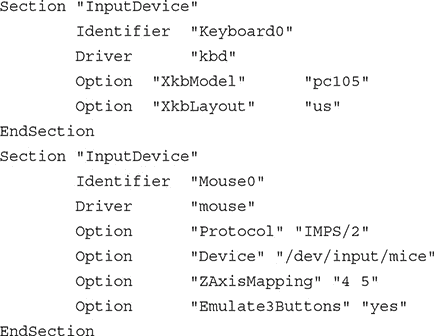 Section "InputDevice"
Identifier "Keyboard0"
Driver "kbd"
Option "XkbModel" "pc105"
Option "XkbLayout" "us"
EndSection
Section "InputDevice"
Identifier "Mouse0"
Driver "mouse"
Option "Protocol" "IMPS/2"
Option "Device" "/dev/input/mice"
Option "ZAxisMapping" "4 5"
Option "Emulate3Buttons" "yes"
EndSection